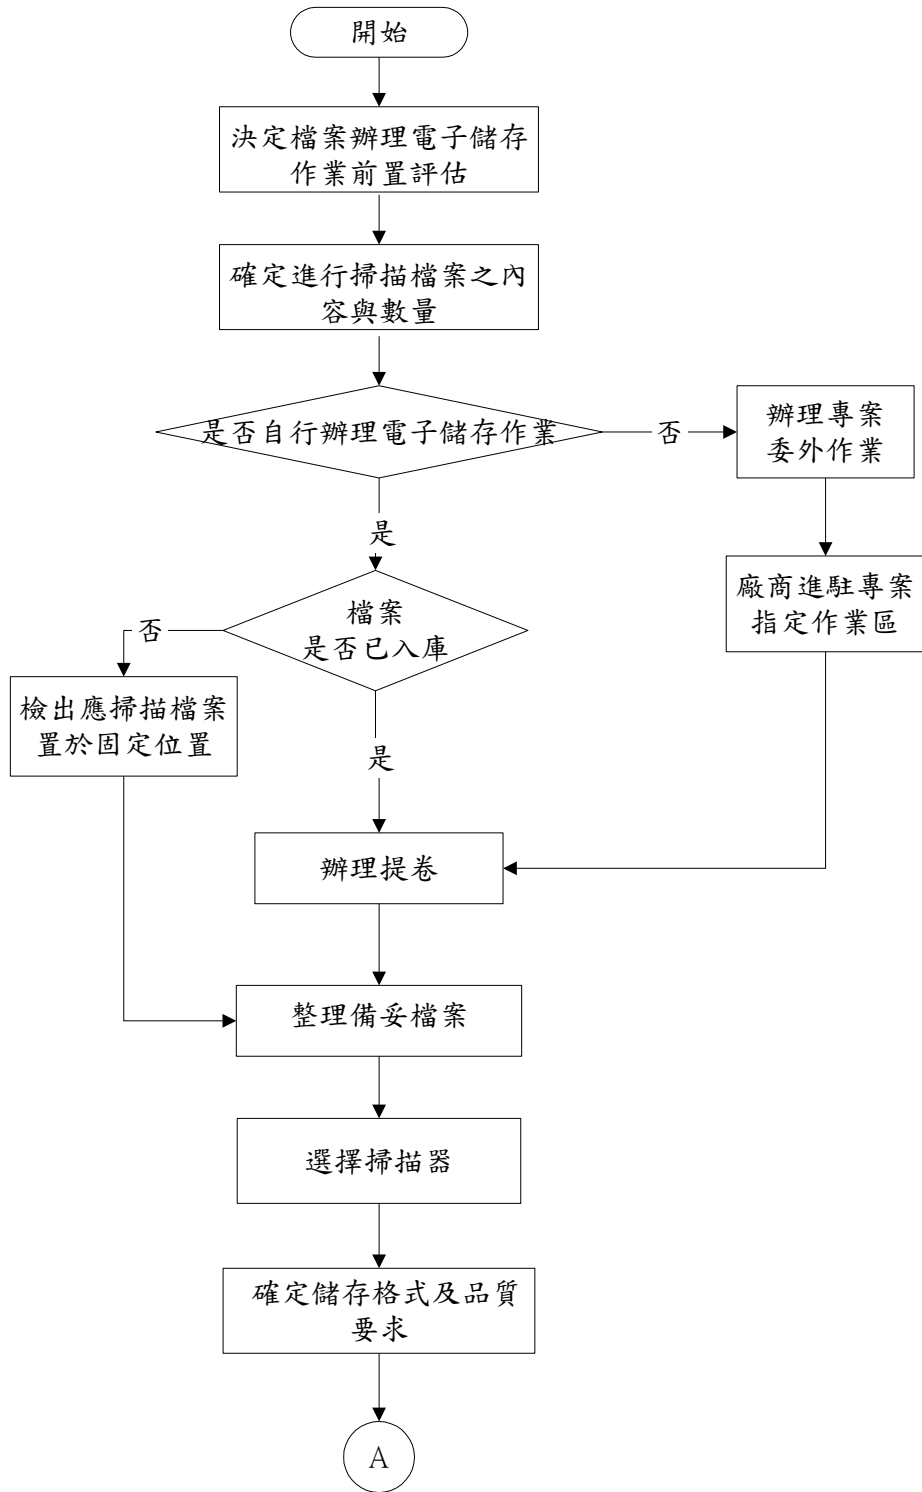 開始
決定檔案辦理電子儲存
作業前置評估
確定進行掃描檔案之內
容與數量
是否自行辦理電子儲存作業
否
辦理專案
委外作業
是
廠商進駐專案
指定作業區
檔案
是否已入庫
否
檢出應掃描檔案
置於固定位置
是
辦理提卷
整理備妥檔案
選擇掃描器
確定儲存格式及品質
要求
A